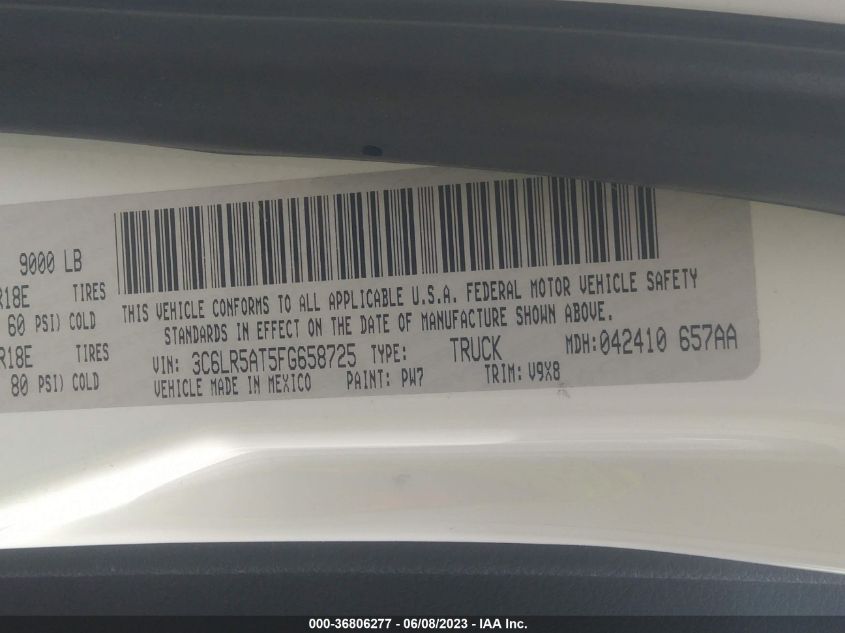 9000 LB
R18E TIRES
60 PSI) COLD
R18E TIRES
80 PSI) COLD
THIS VEHICLE CONFORMS TO ALL APPLICABLE U.S.A. FEDERAL MOTOR VEHICLE SAFETY
STANDARDS IN EFFECT ON THE DATE OF MANUFACTURE SHOWN ABOVE.
VIN: 3C6LR5AT5FG658725 TYPE: TRUCK MDH:042410 657AA
VEHICLE MADE IN MEXICO PAINT: PW7 TRIM: V9X8
000-36806277 - 06/08/2023 - IAA Inc.